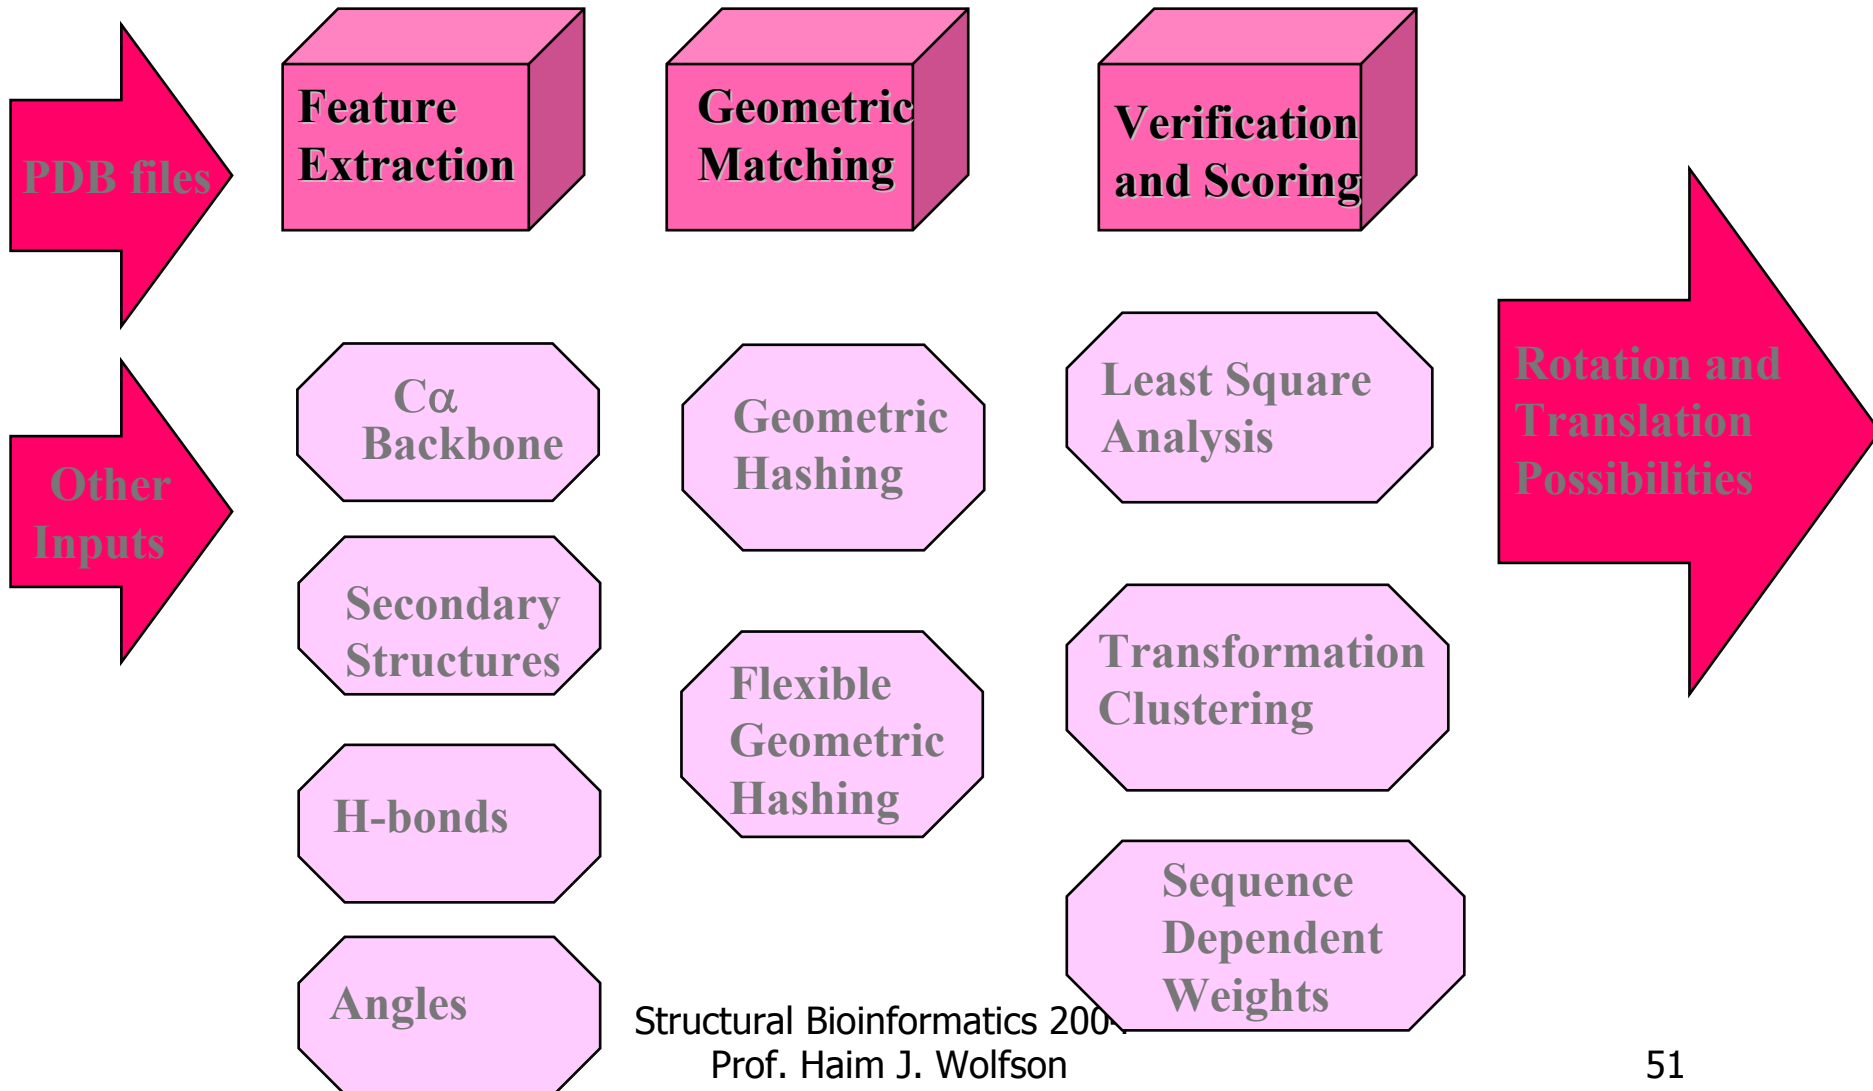 PDB files
Other
Inputs
Feature
Extraction
Cα
Backbone
Secondary
Structures
H-bonds
Angles
Geometric
Matching
Geometric
Hashing
Flexible
Geometric
Hashing
Verification
and Scoring
Least Square
Analysis
Transformation
Clustering
Sequence
Dependent
Weights
Rotation and
Translation
Possibilities
Structural Bioinformatics
Prof. Haim J. Wolfson
51